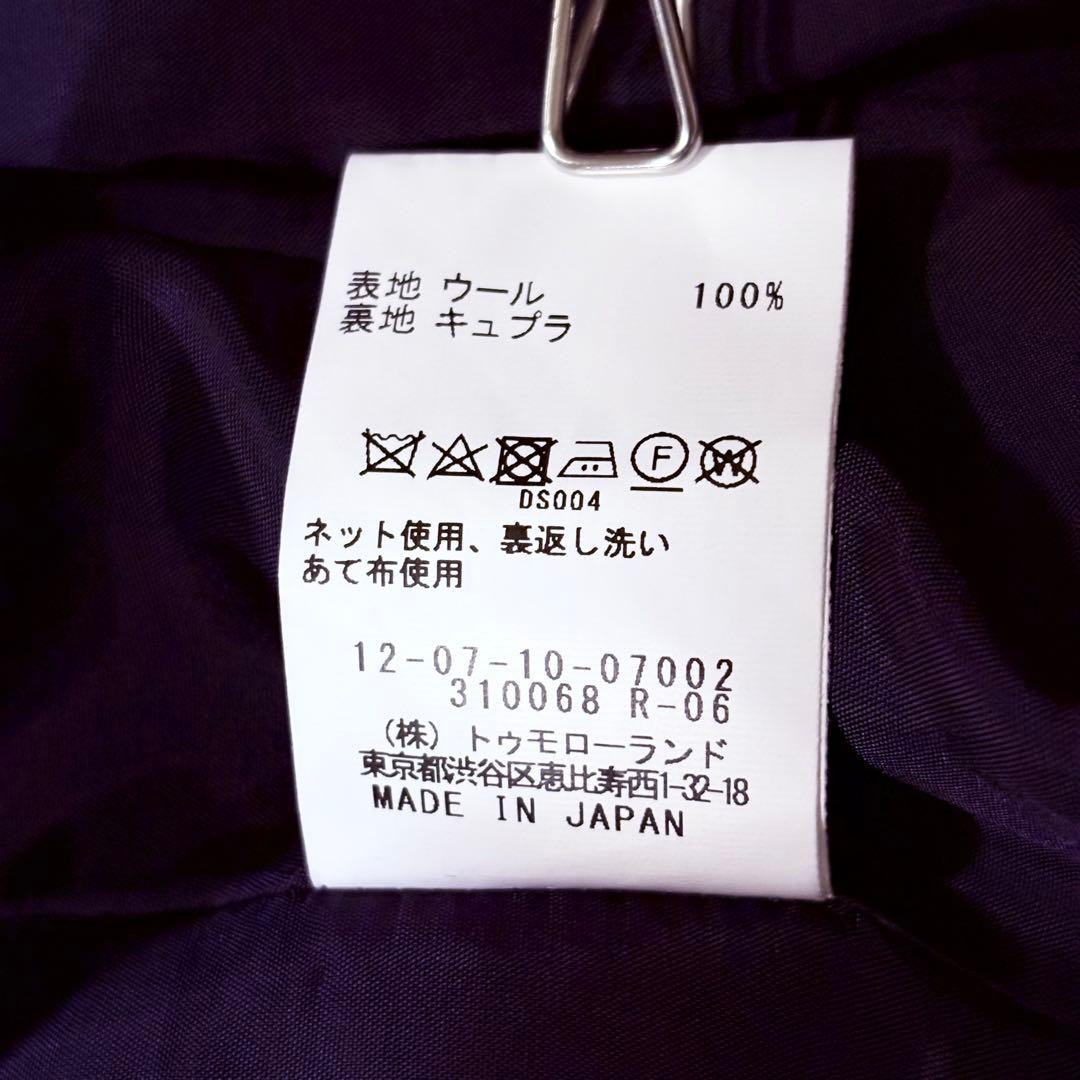 表地 ウール 100%
裏地 キュプラ
F W
DS004
ネット使用、裏返し洗い
あて布使用
12-07-10-07002
310068 R-06
(株) トゥモローランド
東京都渋谷区恵比寿西1-32-18
MADE IN JAPAN